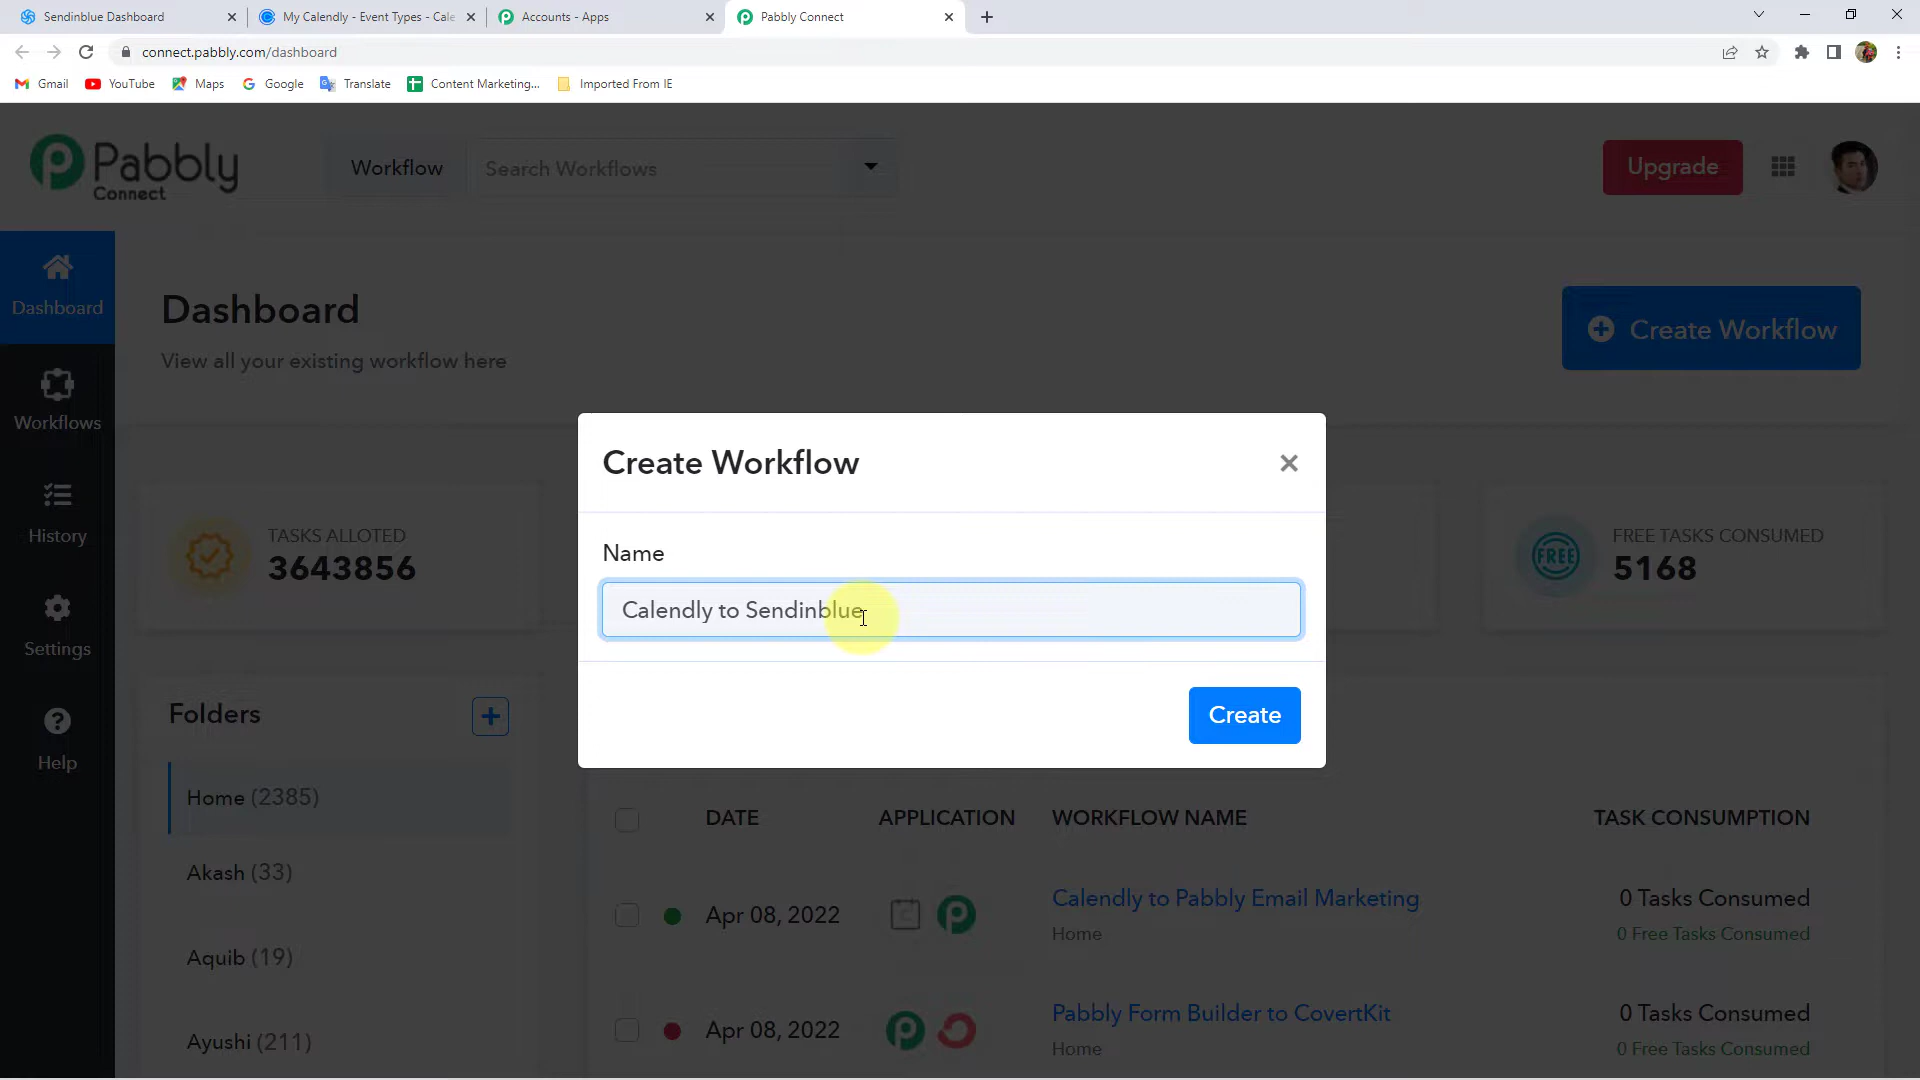 Sendinblue Dashboard
My Calendly - Event Types - Cale
Accounts - Apps
Pabbly Connect
connect.pabbly.com/dashboard
Gmail
YouTube
Maps
Google
Translate
Content Marketing...
Imported From IE
Pabbly
Connect
Workflow
Search Workflows
Upgrade
Dashboard
Workflows
History
Settings
Help
Dashboard
View all your existing workflow here
Create Workflow
Create Workflow
Name
Calendly to Sendinblue
Create
TASKS ALLOTED
3643856
FREE
FREE TASKS CONSUMED
5168
Folders
Home (2385)
Akash (33)
Aquib (19)
Ayushi (211)
DATE APPLICATION WORKFLOW NAME TASK CONSUMPTION
Apr 08, 2022 Calendly to Pabbly Email Marketing 0 Tasks Consumed
Home 0 Free Tasks Consumed
Apr 08, 2022 Pabbly Form Builder to CovertKit 0 Tasks Consumed
Home 0 Free Tasks Consumed